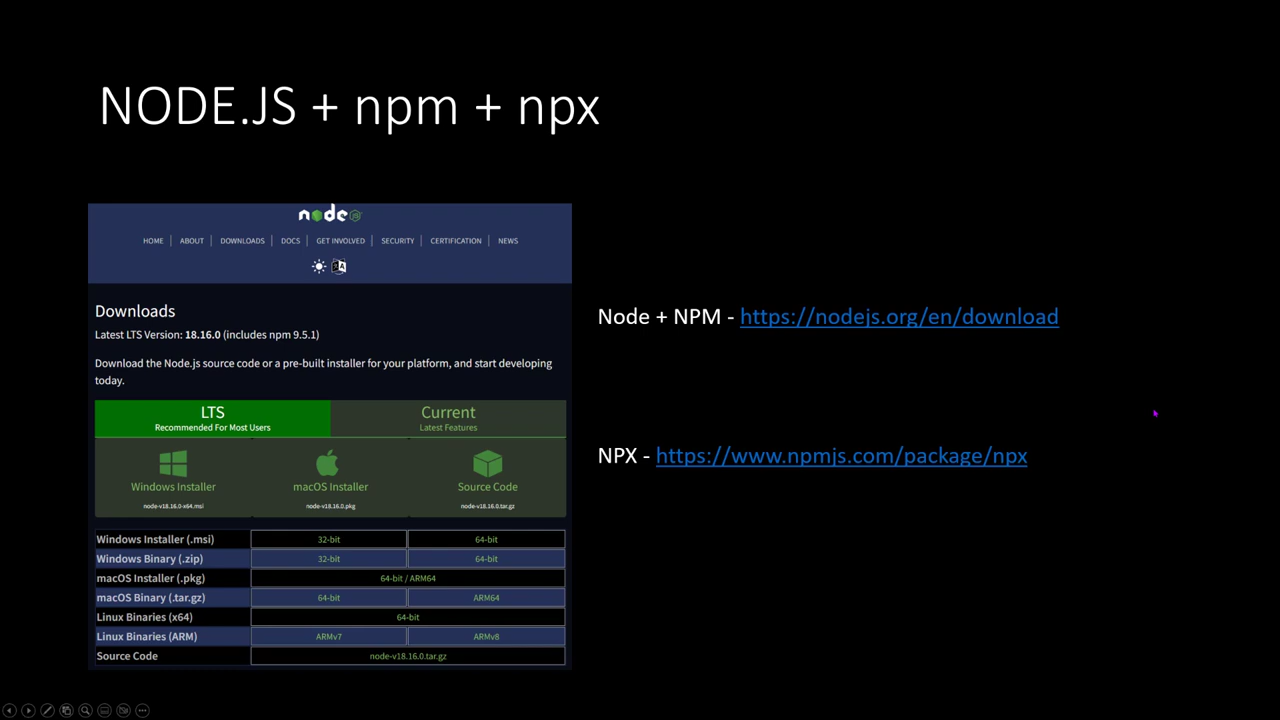 NODE.JS + npm + npx
node JS
HOME | ABOUT | DOWNLOADS | DOCS | GET INVOLVED | SECURITY | CERTIFICATION | NEWS
Downloads
Latest LTS Version: 18.16.0 (includes npm 9.5.1)
Download the Node.js source code or a pre-built installer for your platform, and start developing
today.
LTS
Recommended For Most Users
Current
Latest Features
Windows Installer
node-v18.16.0-x64.msi
macOS Installer
node-v18.16.0.pkg
Source Code
node-v18.16.0.tar.gz
Windows Installer (.msi) 32-bit 64-bit
Windows Binary (.zip) 32-bit 64-bit
macOS Installer (.pkg) 64-bit / ARM64
macOS Binary (.tar.gz) 64-bit ARM64
Linux Binaries (x64) 64-bit
Linux Binaries (ARM) ARMv7 ARMv8
Source Code node-v18.16.0.tar.gz
Node + NPM - https://nodejs.org/en/download
NPX - https://www.npmjs.com/package/npx